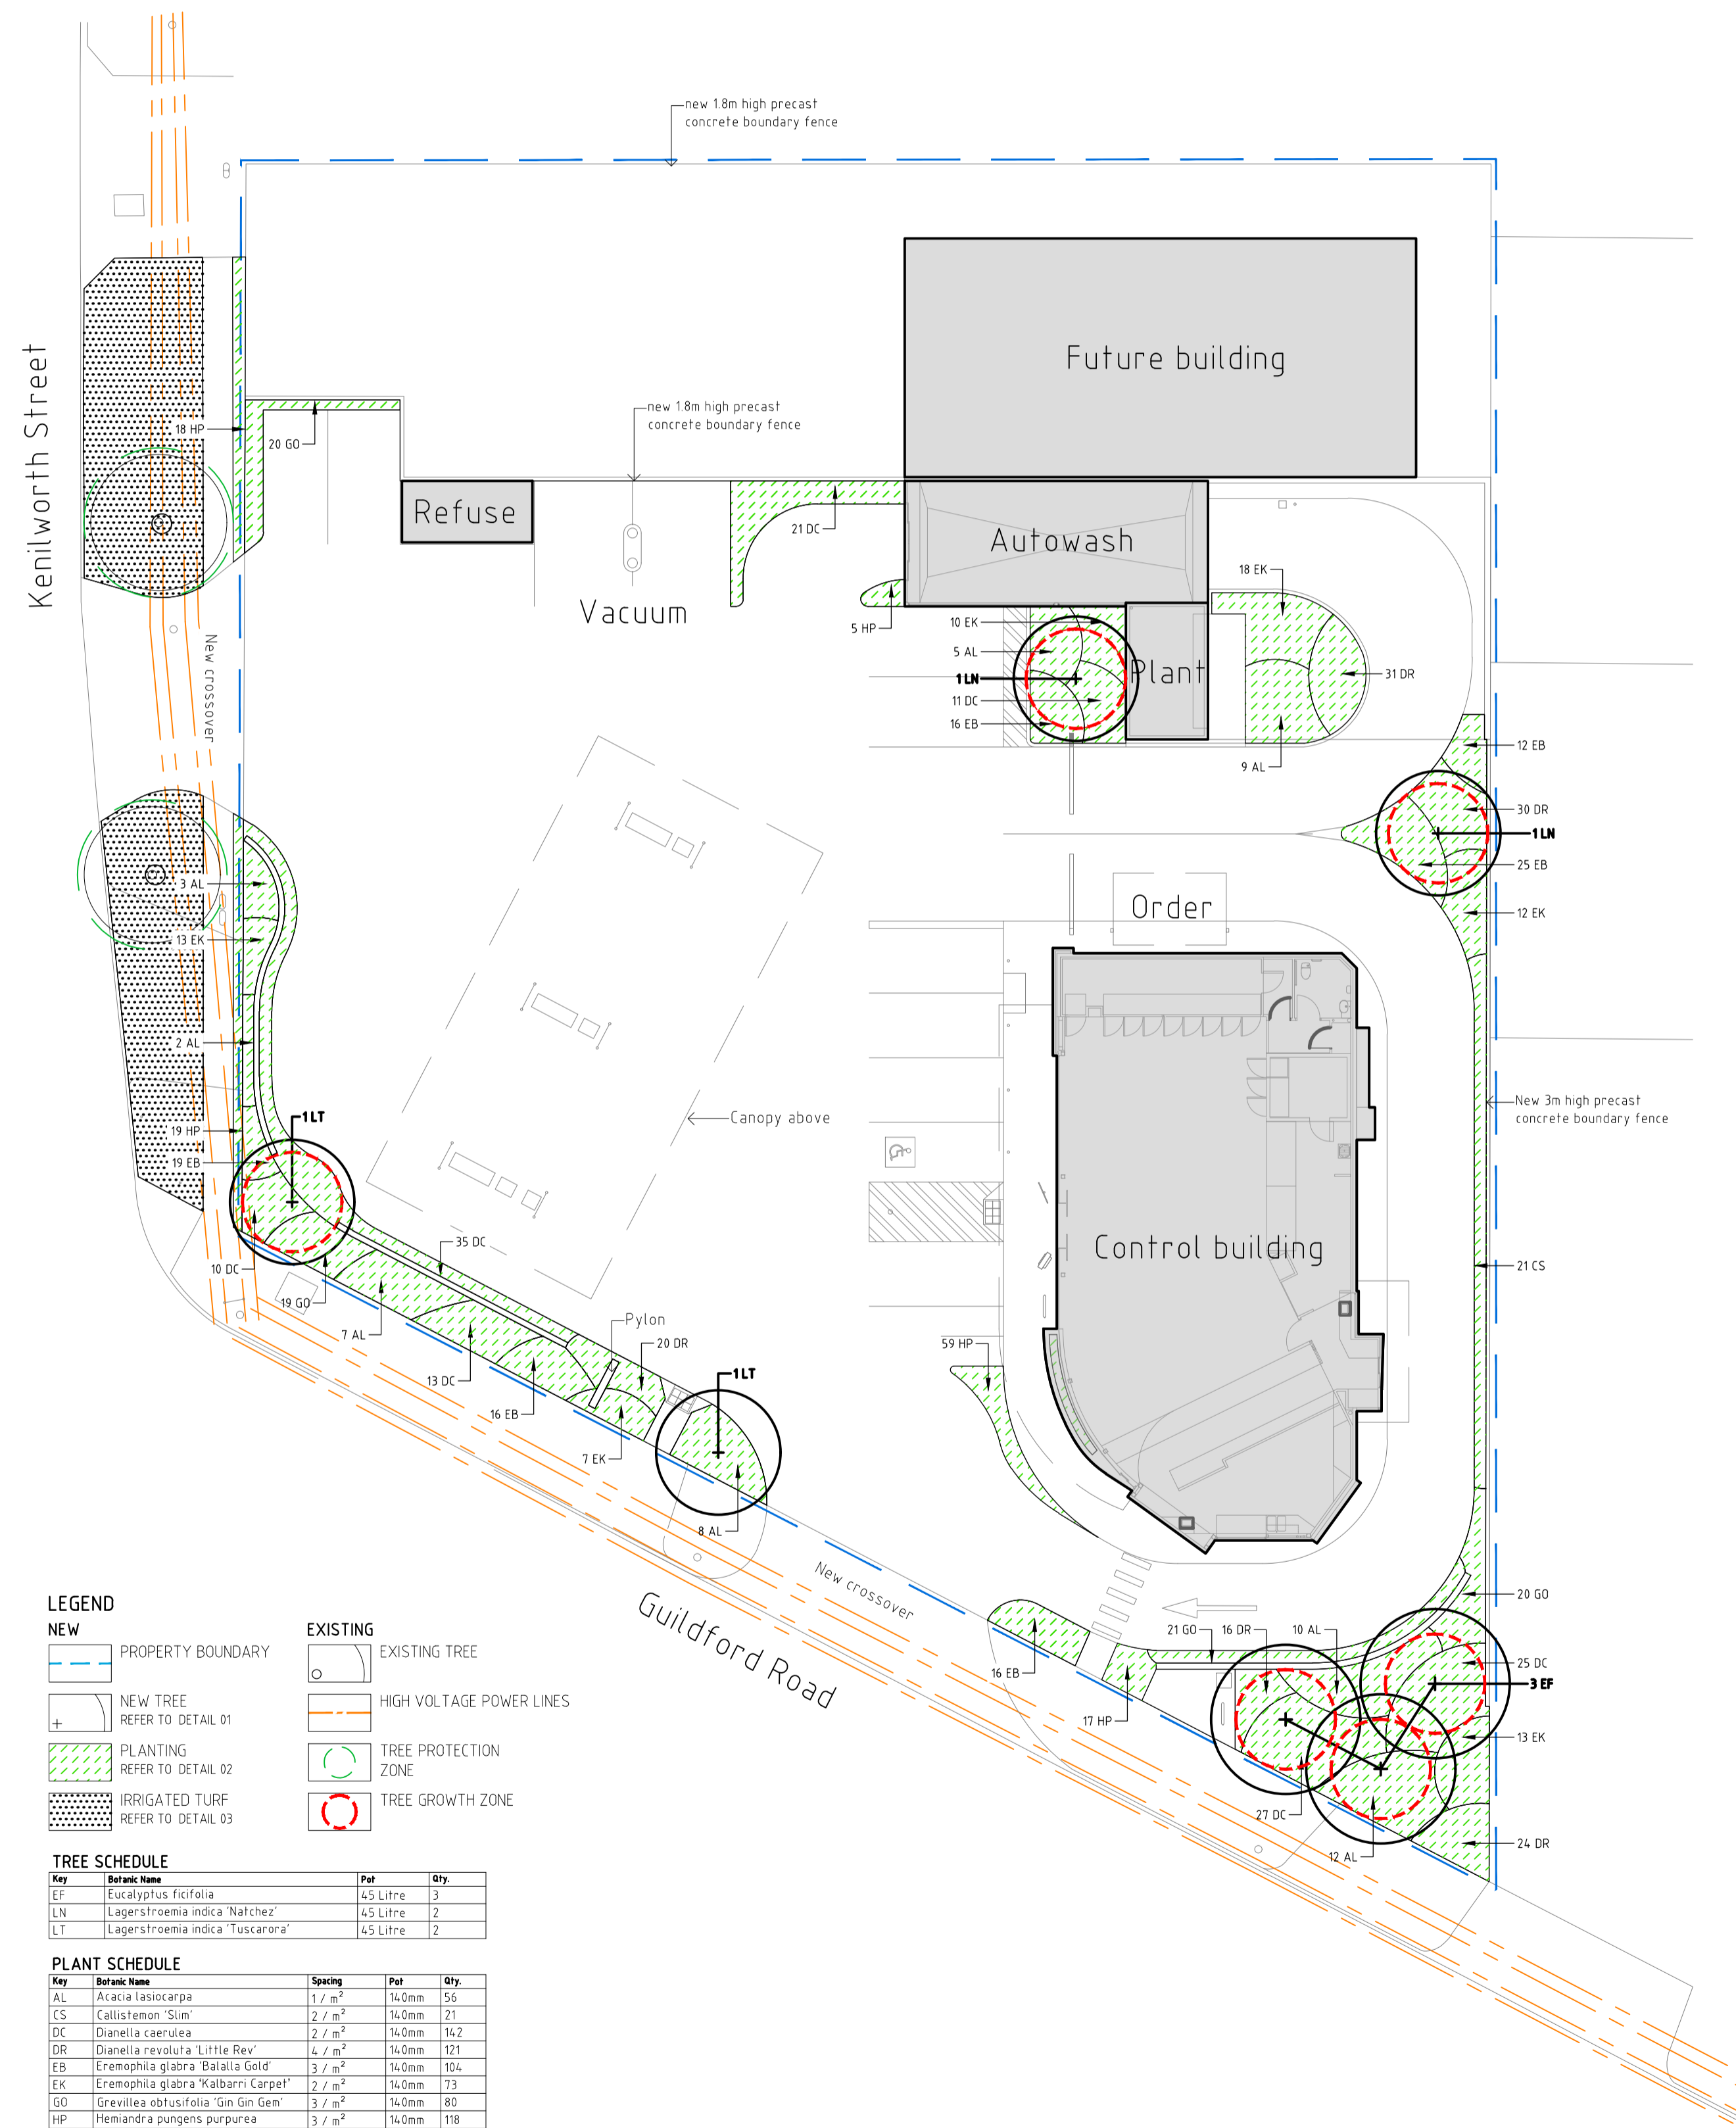 new 1.8m high precast
concrete boundary fence
Kenilworth Street
Future building
new 1.8m high precast
concrete boundary fence
18 HP
20 GO
Refuse
21 DC
Autowash
Vacuum
18 EK
5 HP
10 EK
5 AL
1 LN
11 DC
16 EB
Plant
31 DR
New crossover
9 AL
12 EB
30 DR
1 LN
25 EB
12 EK
3 AL
13 EK
Order
2 AL
New 3m high precast
concrete boundary fence
1 LT
Canopy above
19 HP
19 EB
Control building
35 DC
21 CS
10 DC
19 GO
7 AL
Pylon
20 DR
59 HP
13 DC
1 LT
16 EB
7 EK
8 AL
New crossover
Guildford Road
20 GO
21 GO
16 DR
10 AL
16 EB
25 DC
3 EF
17 HP
13 EK
27 DC
12 AL
24 DR
LEGEND
NEW
EXISTING
PROPERTY BOUNDARY
EXISTING TREE
NEW TREE
REFER TO DETAIL 01
HIGH VOLTAGE POWER LINES
PLANTING
REFER TO DETAIL 02
TREE PROTECTION
ZONE
IRRIGATED TURF
REFER TO DETAIL 03
TREE GROWTH ZONE
TREE SCHEDULE
Key Botanic Name Pot Qty.
EF Eucalyptus ficifolia 45 Litre 3
LN Lagerstroemia indica 'Natchez' 45 Litre 2
LT Lagerstroemia indica 'Tuscarora' 45 Litre 2
PLANT SCHEDULE
Key Botanic Name Spacing Pot Qty.
AL Acacia lasiocarpa 1 / m² 140mm 56
CS Callistemon 'Slim' 2 / m² 140mm 21
DC Dianella caerulea 2 / m² 140mm 142
DR Dianella revoluta 'Little Rev' 4 / m² 140mm 121
EB Eremophila glabra 'Balalla Gold' 3 / m² 140mm 104
EK Eremophila glabra 'Kalbarri Carpet' 2 / m² 140mm 73
GO Grevillea obtusifolia 'Gin Gin Gem' 3 / m² 140mm 80
HP Hemiandra pungens purpurea 3 / m² 140mm 118